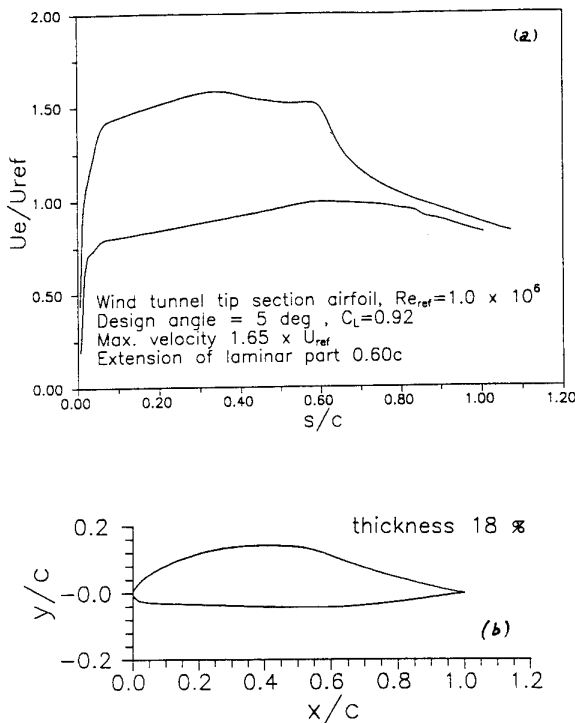 (a)
2.00
1.50
1.00
0.50
0.00
Ue/Uref
Wind tunnel tip section airfoil, Reref=1.0 x 10⁶
Design angle = 5 deg , CL=0.92
Max. velocity 1.65 x Uref
Extension of laminar part 0.60c
0.00 0.20 0.40 0.60 0.80 1.00 1.20
s/c
thickness 18 %
0.2
-0.0
-0.2
y/c
(b)
0.0 0.2 0.4 0.6 0.8 1.0 1.2
x/c